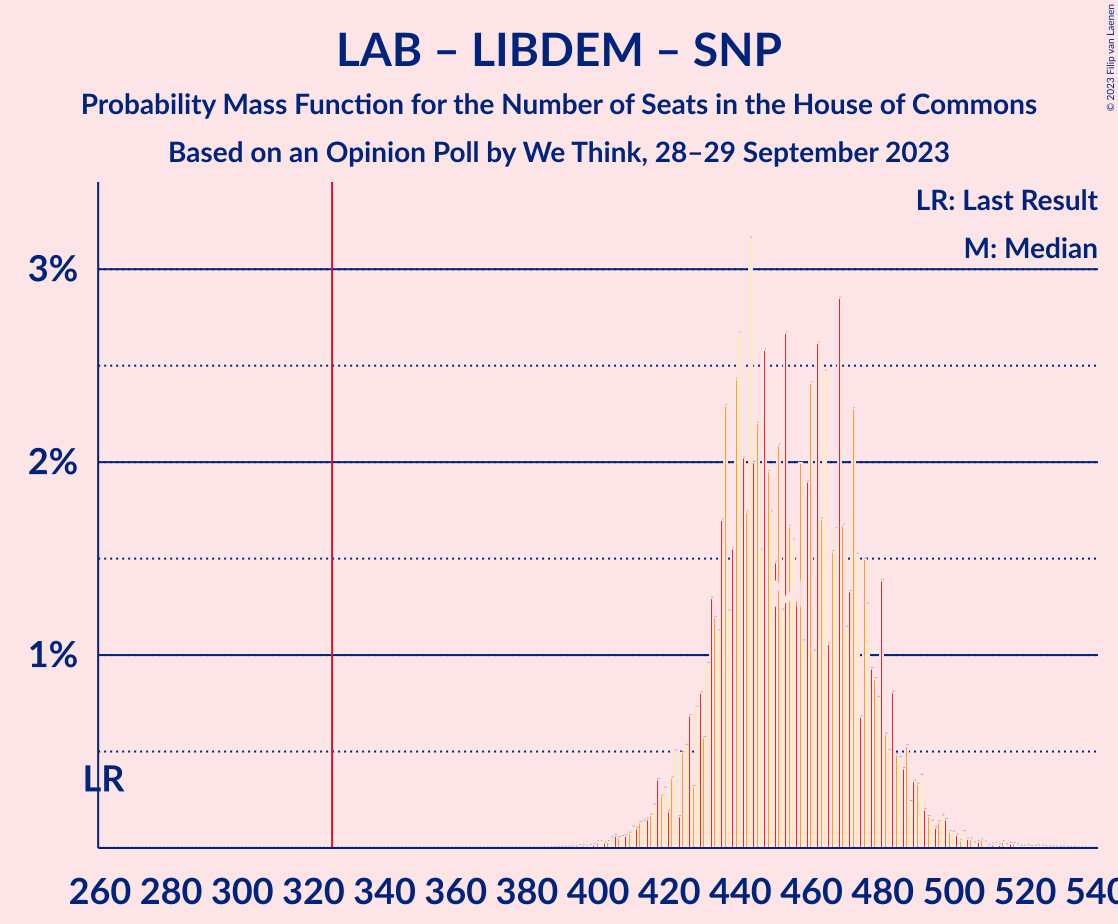 LAB – LIBDEM – SNP
Probability Mass Function for the Number of Seats in the House of Commons
Based on an Opinion Poll by We Think, 28–29 September 2023
© 2023 Filip van Laenen
LR: Last Result
M: Median
3%
2%
1%
LR
260 280 300 320 340 360 380 400 420 440 460 480 500 520 540